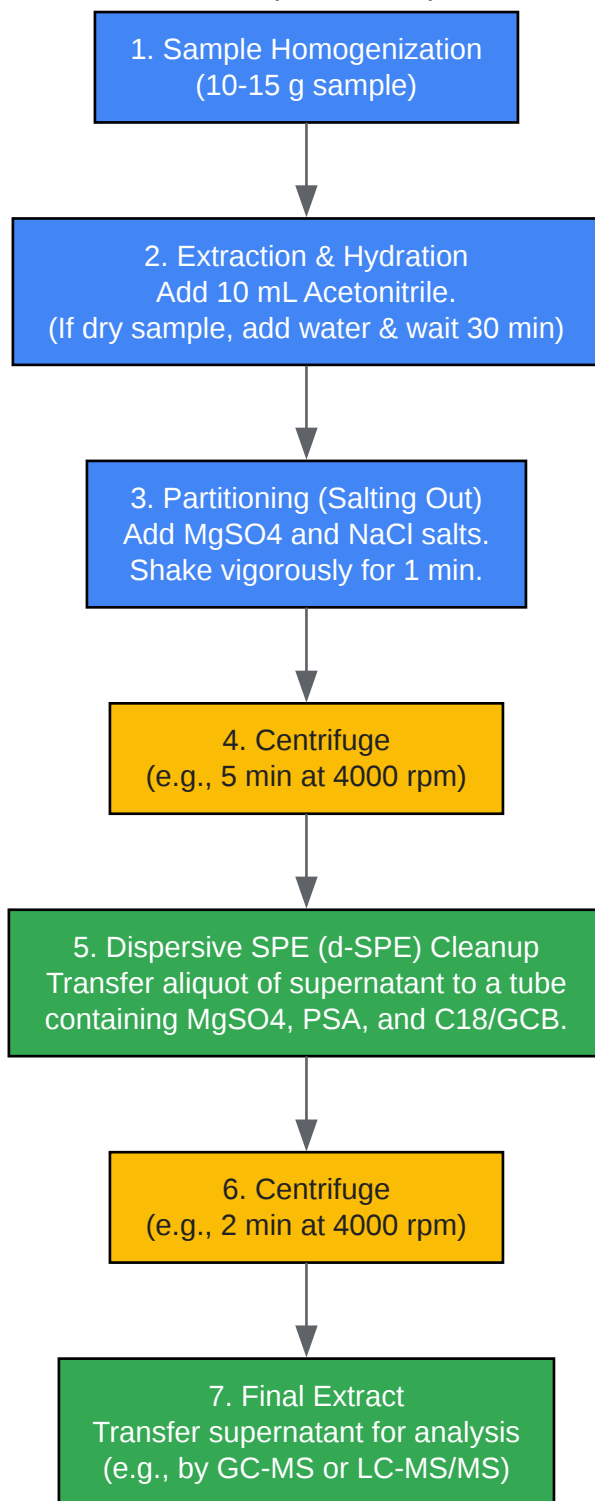 1. Sample Homogenization
(10-15 g sample)
2. Extraction & Hydration
Add 10 mL Acetonitrile.
(If dry sample, add water & wait 30 min)
3. Partitioning (Salting Out)
Add MgSO4 and NaCl salts.
Shake vigorously for 1 min.
4. Centrifuge
(e.g., 5 min at 4000 rpm)
5. Dispersive SPE (d-SPE) Cleanup
Transfer aliquot of supernatant to a tube
containing MgSO4, PSA, and C18/GCB.
6. Centrifuge
(e.g., 2 min at 4000 rpm)
7. Final Extract
Transfer supernatant for analysis
(e.g., by GC-MS or LC-MS/MS)